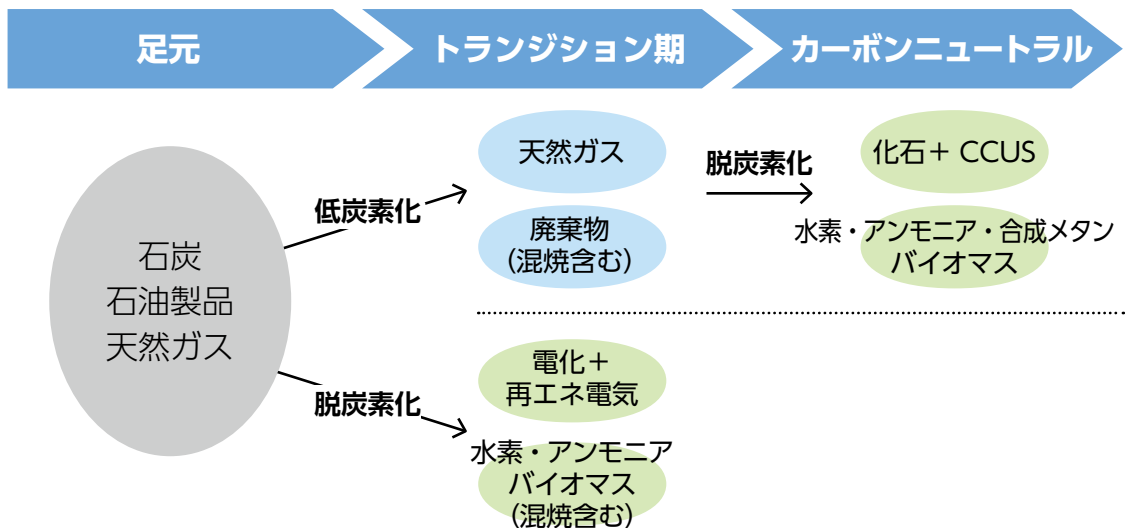 足元
トランジション期
カーボンニュートラル
石炭
石油製品
天然ガス
低炭素化
脱炭素化
天然ガス
廃棄物
（混焼含む）
脱炭素化
化石＋ CCUS
水素・アンモニア・合成メタン
バイオマス
電化＋
再エネ電気
水素・アンモニア
バイオマス
（混焼含む）